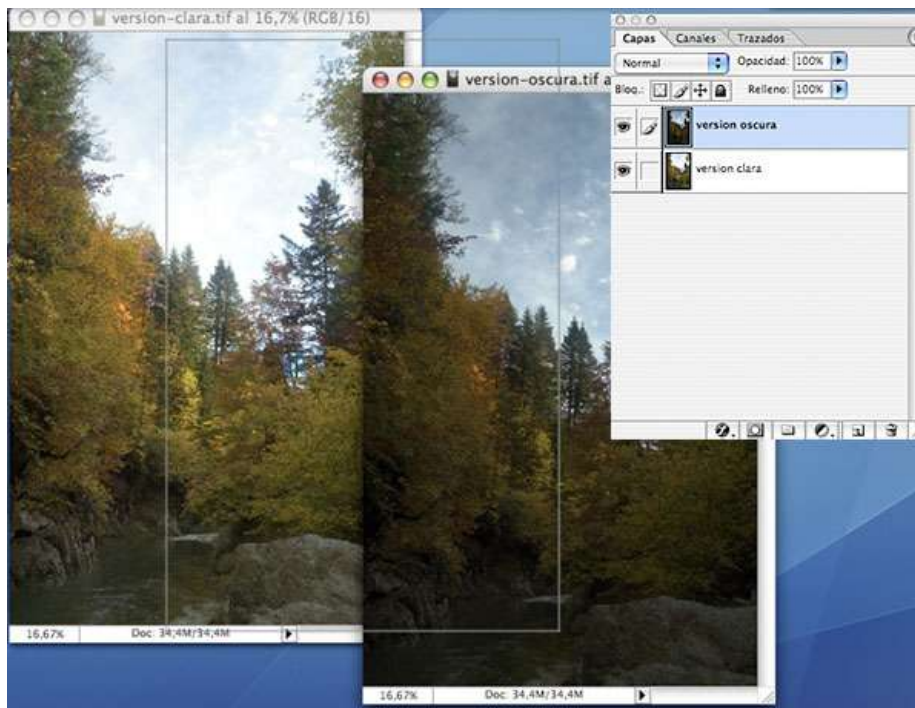 version-clara.tif al 16,7% (RGB/16)
version-oscura.tif a
Capas Canales Trazados
Normal Opacidad: 100%
Bloq.: Relleno: 100%
version oscura
version clara
16,67% Doc: 34,4M/34,4M
16,67% Doc: 34,4M/34,4M